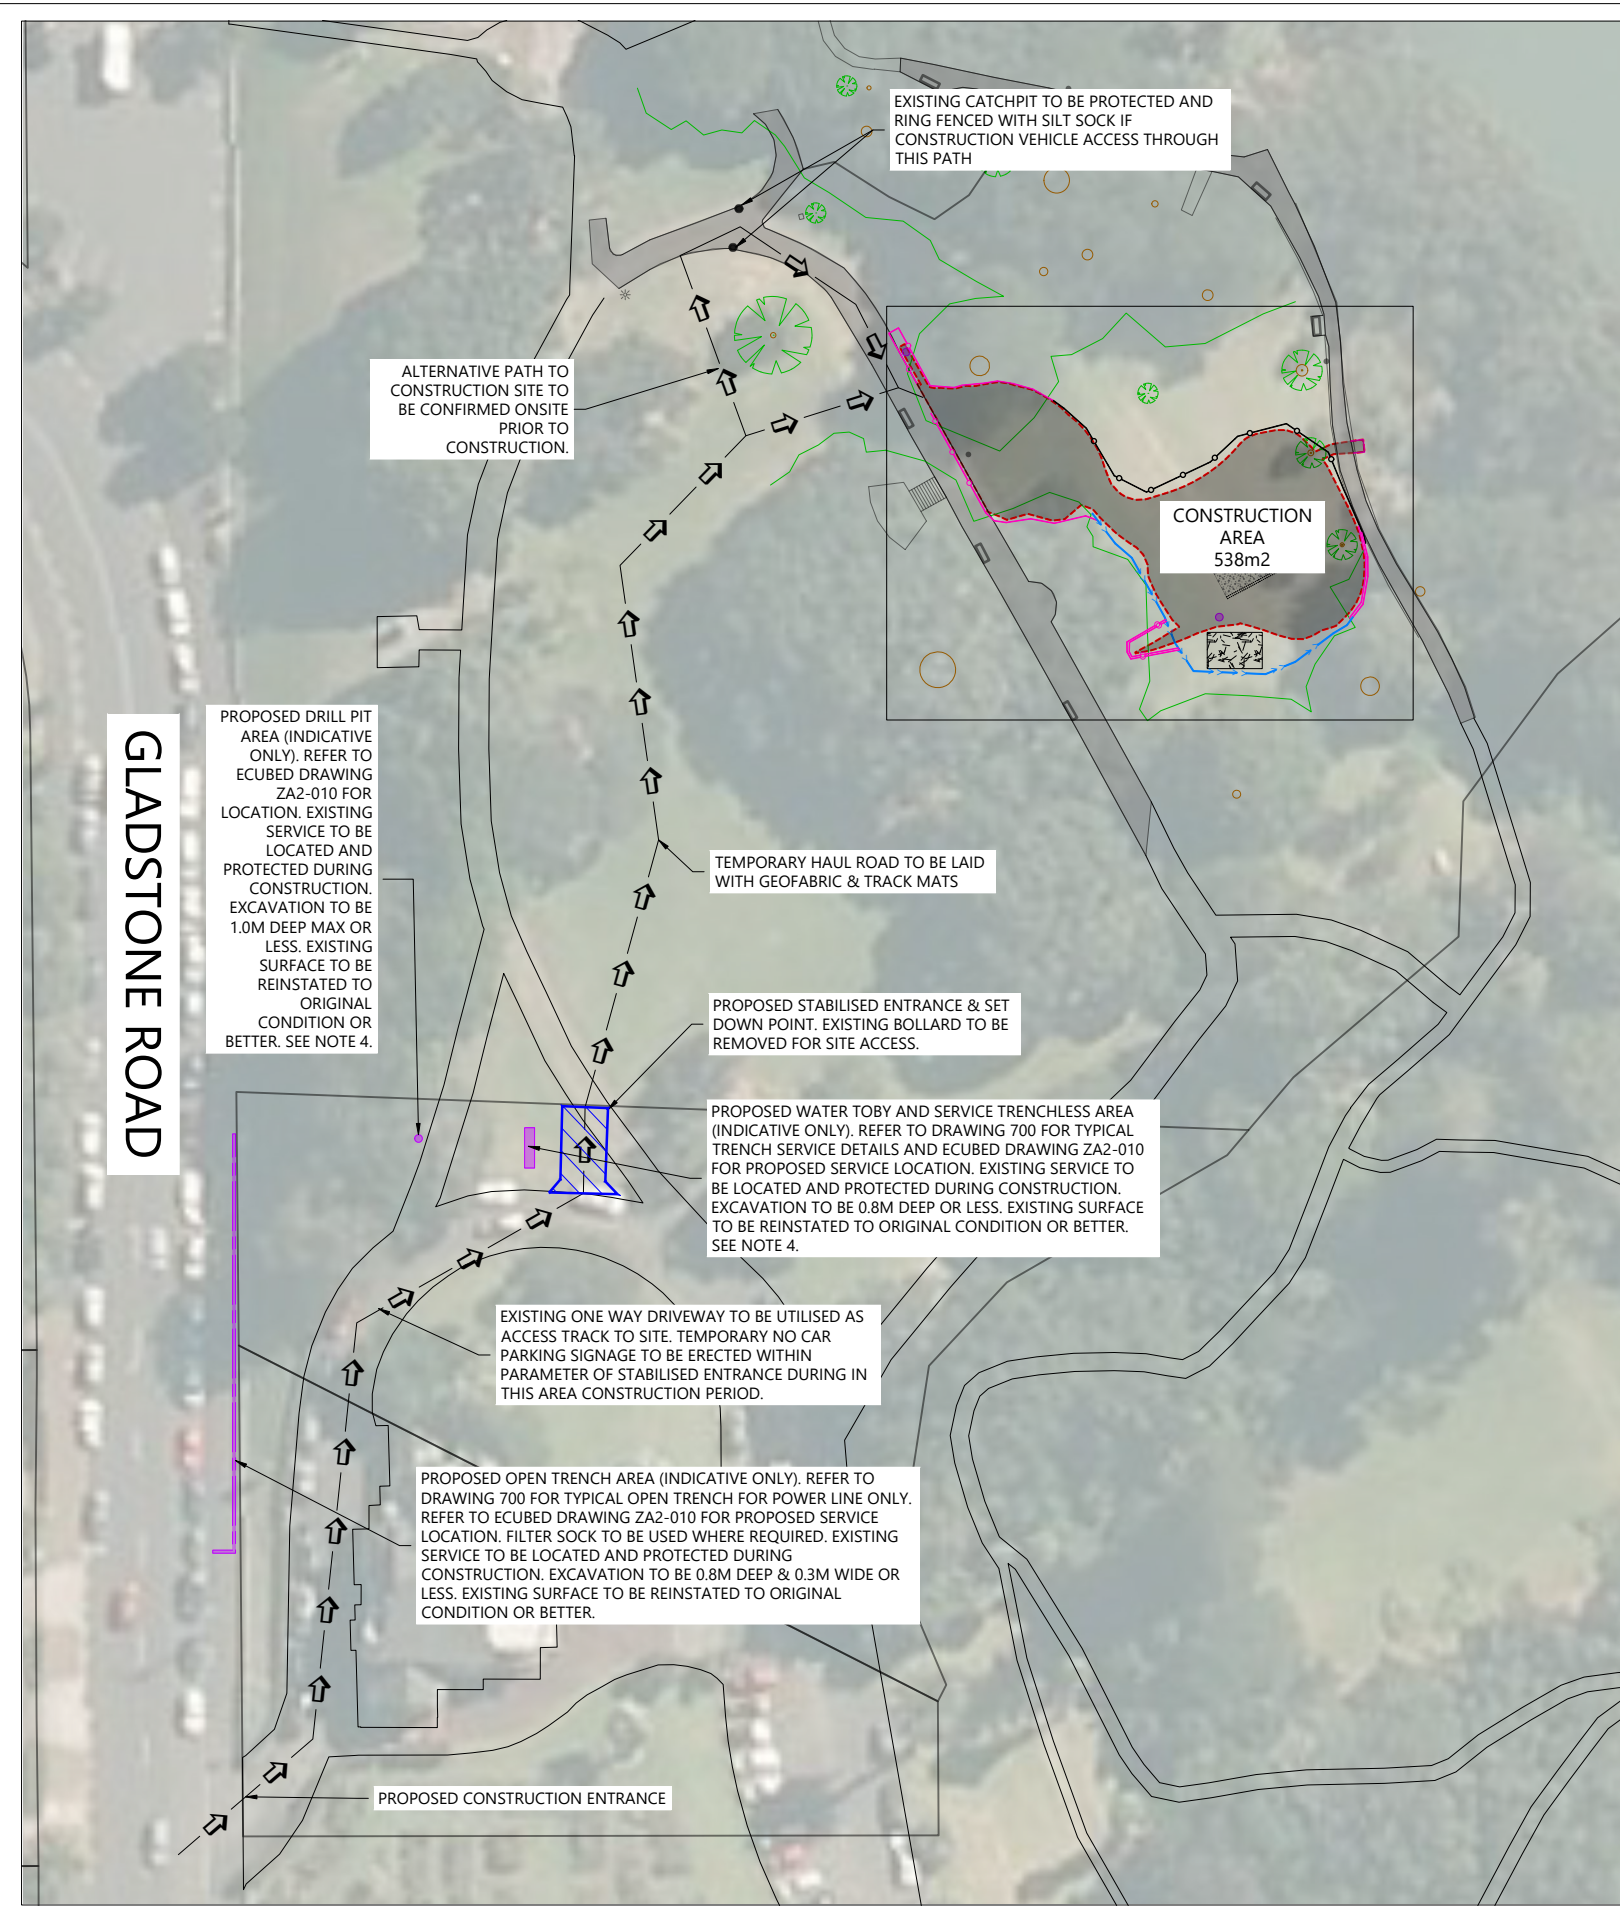 EXISTING CATCHPIT TO BE PROTECTED AND
RING FENCED WITH SILT SOCK IF
CONSTRUCTION VEHICLE ACCESS THROUGH
THIS PATH
ALTERNATIVE PATH TO
CONSTRUCTION SITE TO
BE CONFIRMED ONSITE
PRIOR TO
CONSTRUCTION.
CONSTRUCTION
AREA
538m2
GLADSTONE ROAD
PROPOSED DRILL PIT
AREA (INDICATIVE
ONLY). REFER TO
ECUBED DRAWING
ZA2-010 FOR
LOCATION. EXISTING
SERVICE TO BE
LOCATED AND
PROTECTED DURING
CONSTRUCTION.
EXCAVATION TO BE
1.0M DEEP MAX OR
LESS. EXISTING
SURFACE TO BE
REINSTATED TO
ORIGINAL
CONDITION OR
BETTER. SEE NOTE 4.
TEMPORARY HAUL ROAD TO BE LAID
WITH GEOFABRIC & TRACK MATS
PROPOSED STABILISED ENTRANCE & SET
DOWN POINT. EXISTING BOLLARD TO BE
REMOVED FOR SITE ACCESS.
PROPOSED WATER TOBY AND SERVICE TRENCHLESS AREA
(INDICATIVE ONLY). REFER TO DRAWING 700 FOR TYPICAL
TRENCH SERVICE DETAILS AND ECUBED DRAWING ZA2-010
FOR PROPOSED SERVICE LOCATION. EXISTING SERVICE TO
BE LOCATED AND PROTECTED DURING CONSTRUCTION.
EXCAVATION TO BE 0.8M DEEP OR LESS. EXISTING SURFACE
TO BE REINSTATED TO ORIGINAL CONDITION OR BETTER.
SEE NOTE 4.
EXISTING ONE WAY DRIVEWAY TO BE UTILISED AS
ACCESS TRACK TO SITE. TEMPORARY NO CAR
PARKING SIGNAGE TO BE ERECTED WITHIN
PARAMETER OF STABILISED ENTRANCE DURING IN
THIS AREA CONSTRUCTION PERIOD.
PROPOSED OPEN TRENCH AREA (INDICATIVE ONLY). REFER TO
DRAWING 700 FOR TYPICAL OPEN TRENCH FOR POWER LINE ONLY.
REFER TO ECUBED DRAWING ZA2-010 FOR PROPOSED SERVICE
LOCATION. FILTER SOCK TO BE USED WHERE REQUIRED. EXISTING
SERVICE TO BE LOCATED AND PROTECTED DURING
CONSTRUCTION. EXCAVATION TO BE 0.8M DEEP & 0.3M WIDE OR
LESS. EXISTING SURFACE TO BE REINSTATED TO ORIGINAL
CONDITION OR BETTER.
PROPOSED CONSTRUCTION ENTRANCE